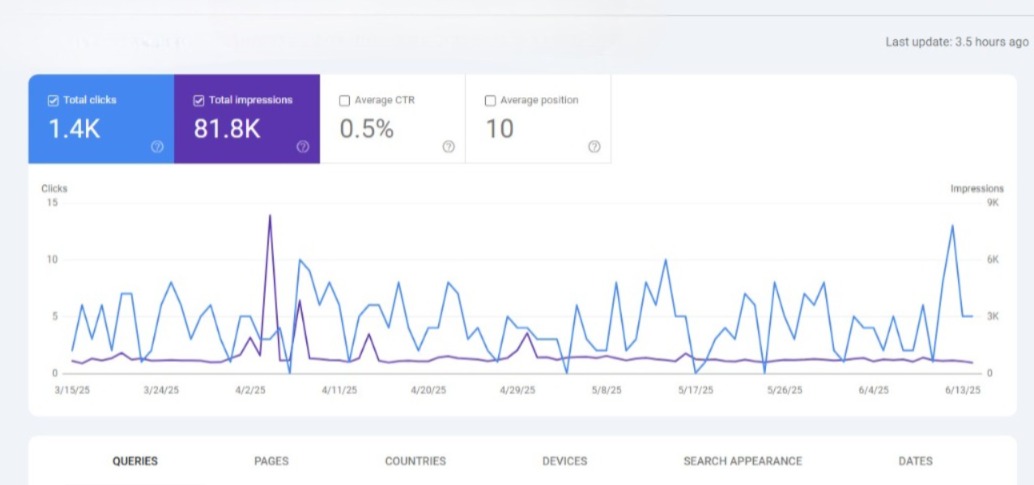 Last update: 3.5 hours ago
Total clicks
1.4K
Total impressions
81.8K
Average CTR
0.5%
Average position
10
Clicks
Impressions
15
9K
10
6K
5
3K
0
0
3/15/25 3/24/25 4/2/25 4/11/25 4/20/25 4/29/25 5/8/25 5/17/25 5/26/25 6/4/25 6/13/25
QUERIES PAGES COUNTRIES DEVICES SEARCH APPEARANCE DATES